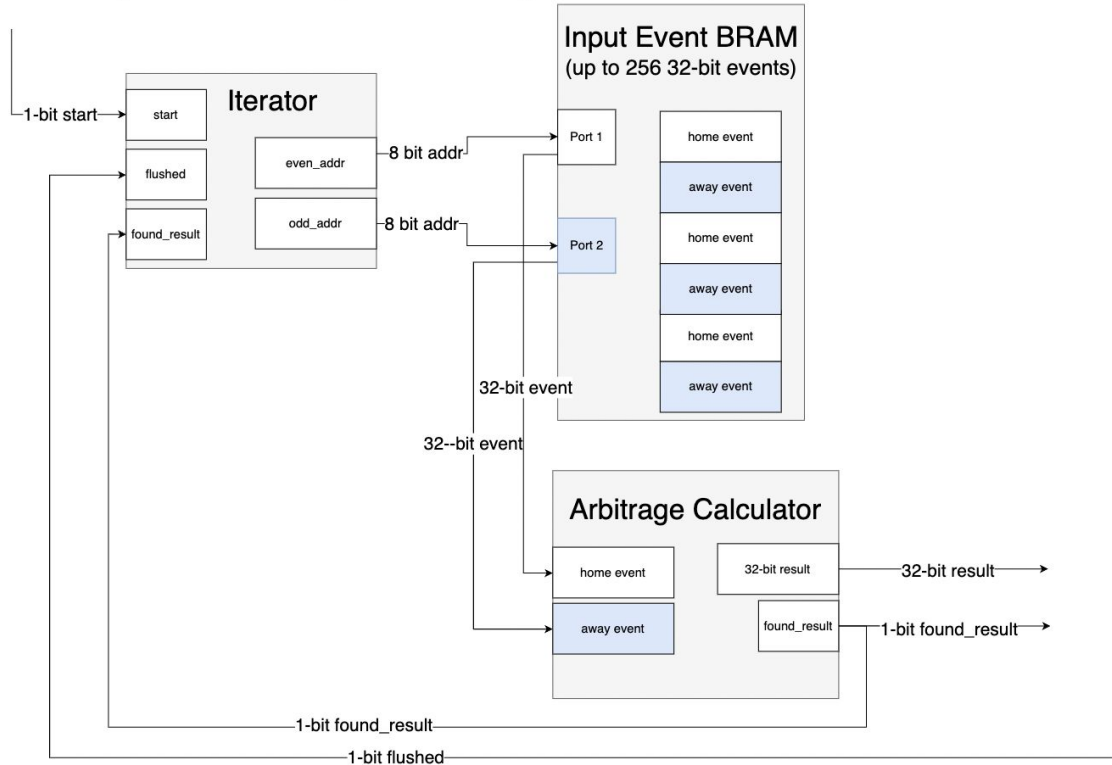 Input Event BRAM
(up to 256 32-bit events)
Iterator
1-bit start
start
flushed
found_result
even_addr
odd_addr
8 bit addr
8 bit addr
Port 1
Port 2
home event
away event
home event
away event
home event
away event
32-bit event
32--bit event
Arbitrage Calculator
home event
away event
32-bit result
found_result
32-bit result
1-bit found_result
1-bit found_result
1-bit flushed